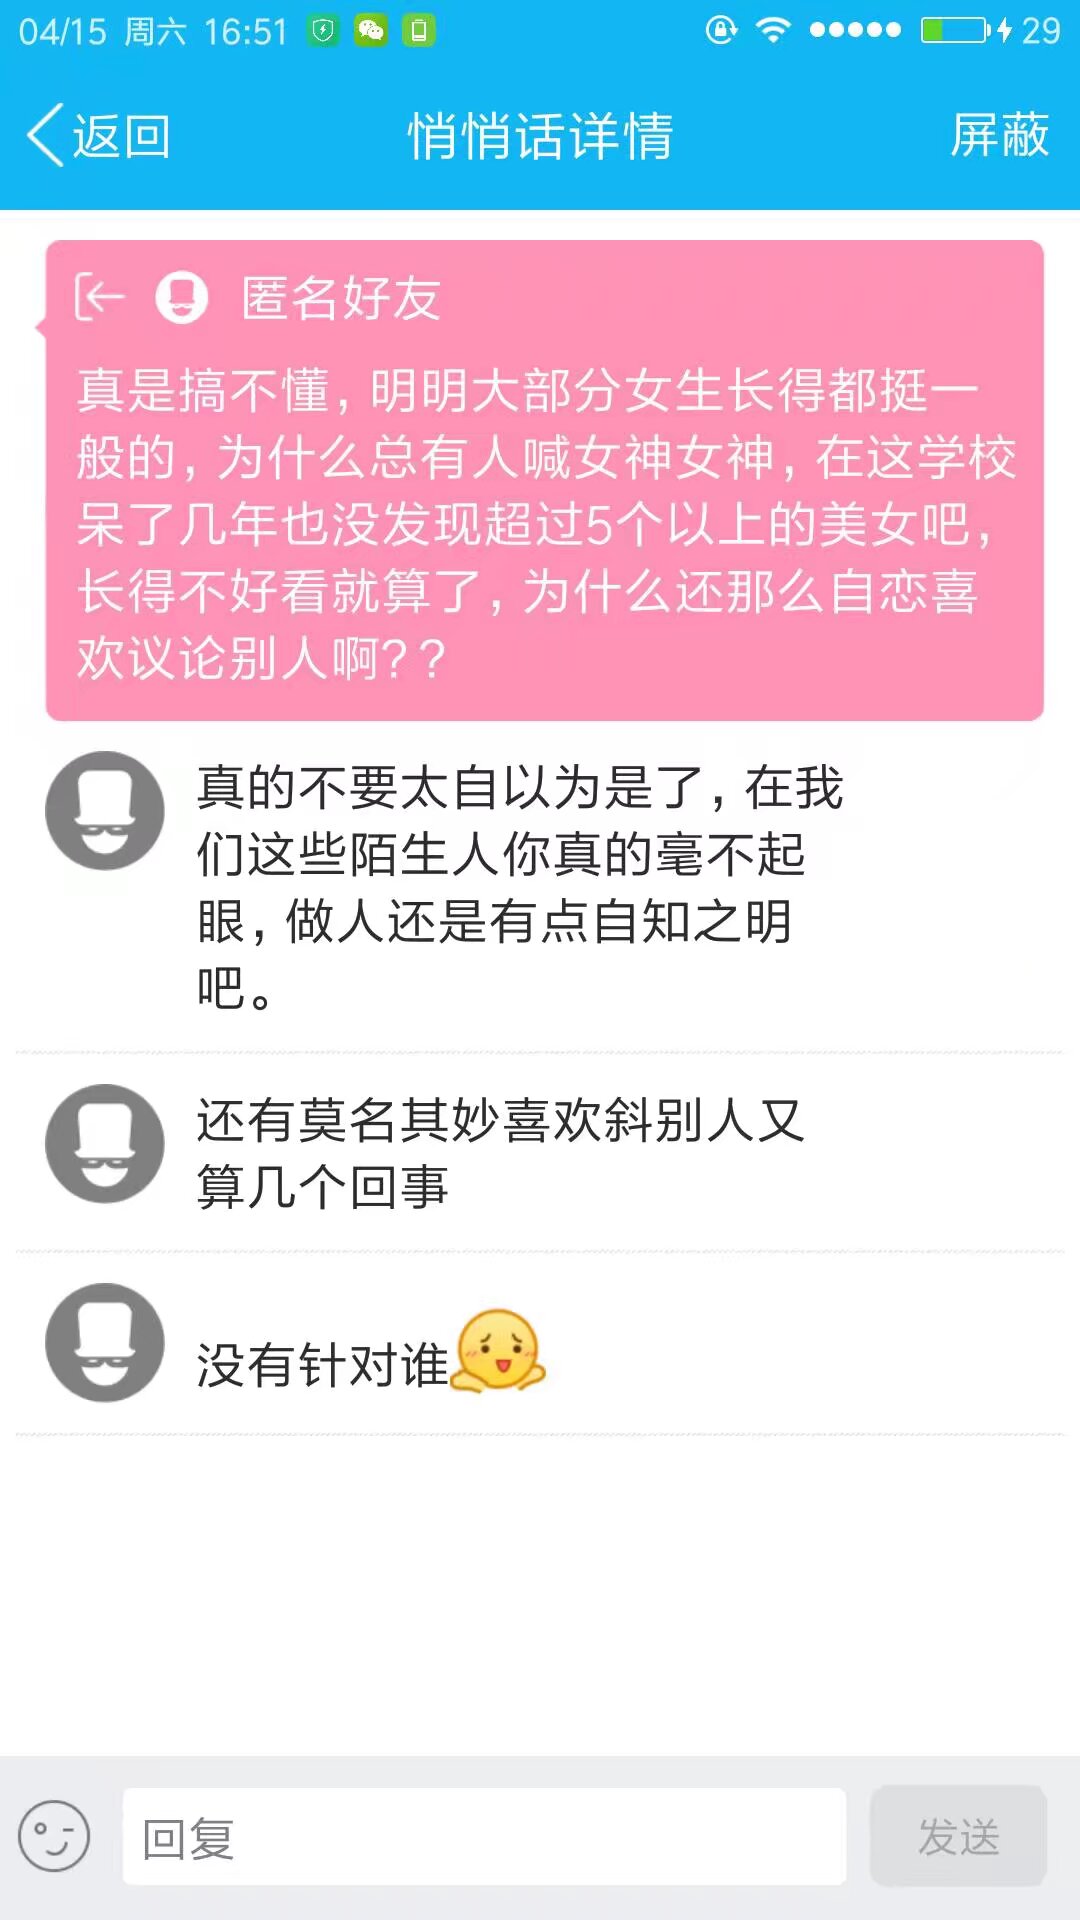 04/15 周六 16:51 29
返回 悄悄话详情 屏蔽
匿名好友
真是搞不懂，明明大部分女生长得都挺一
般的，为什么总有人喊女神女神，在这学校
呆了几年也没发现超过5个以上的美女吧，
长得不好看就算了，为什么还那么自恋喜
欢议论别人啊？？
真的不要太自以为是了，在我
们这些陌生人你真的毫不起
眼，做人还是有点自知之明
吧。
还有莫名其妙喜欢斜别人又
算几个回事
没有针对谁
回复 发送